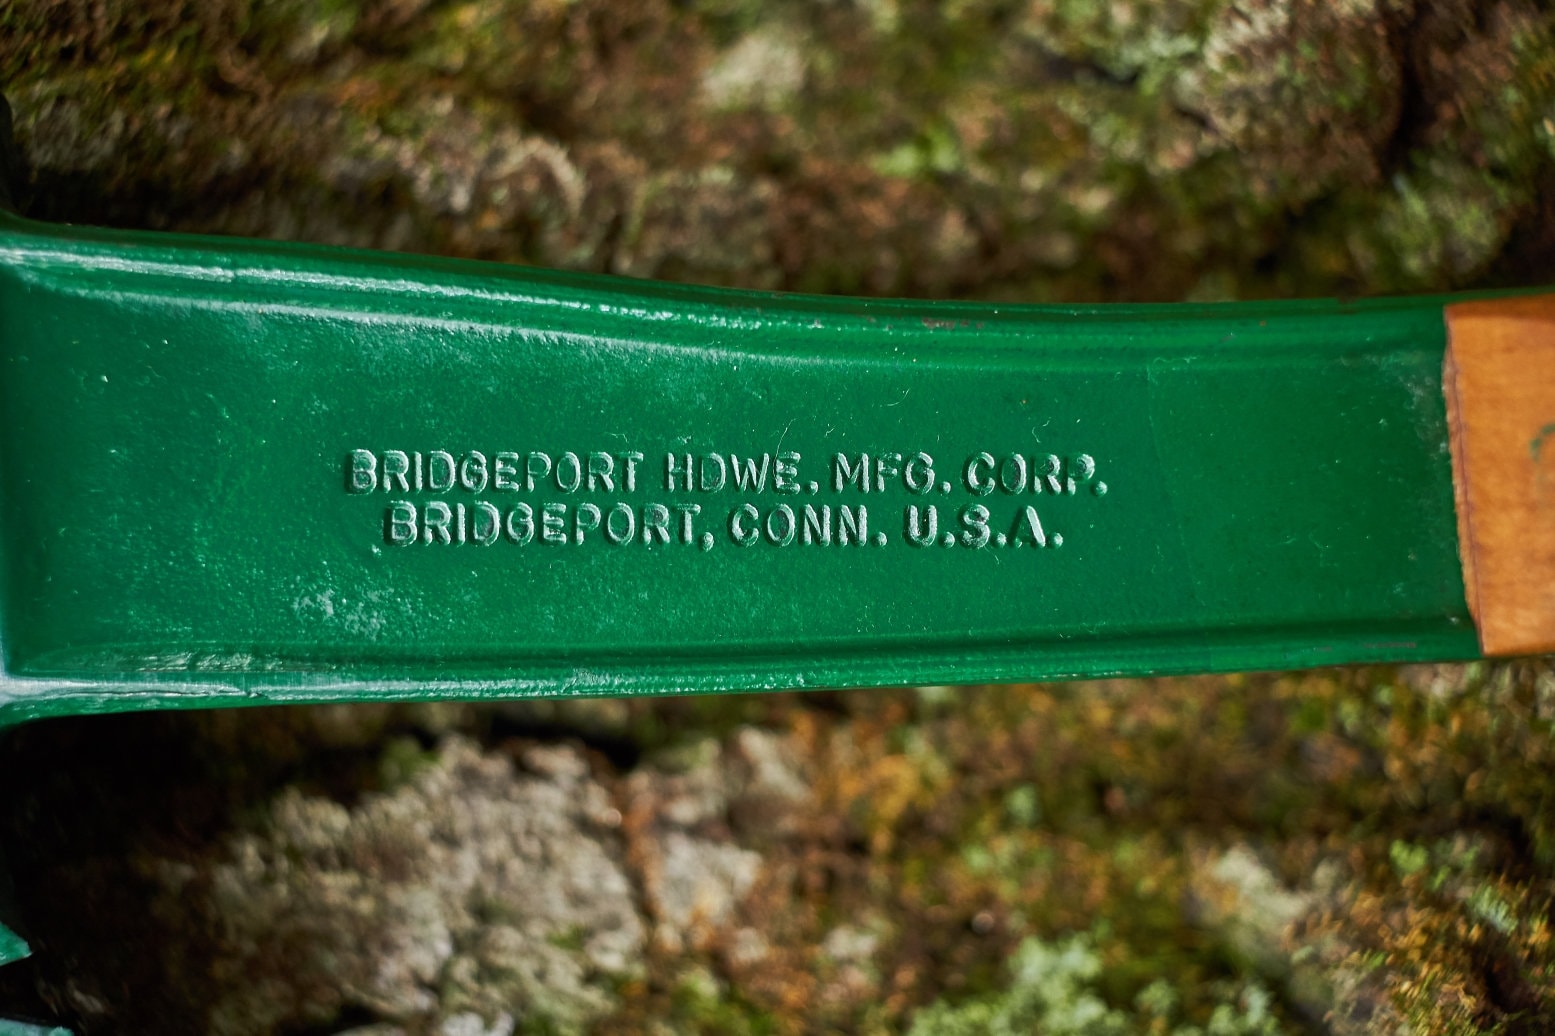 BRIDGEPORT HDWE. MFG. CORP.
BRIDGEPORT, CONN. U.S.A.